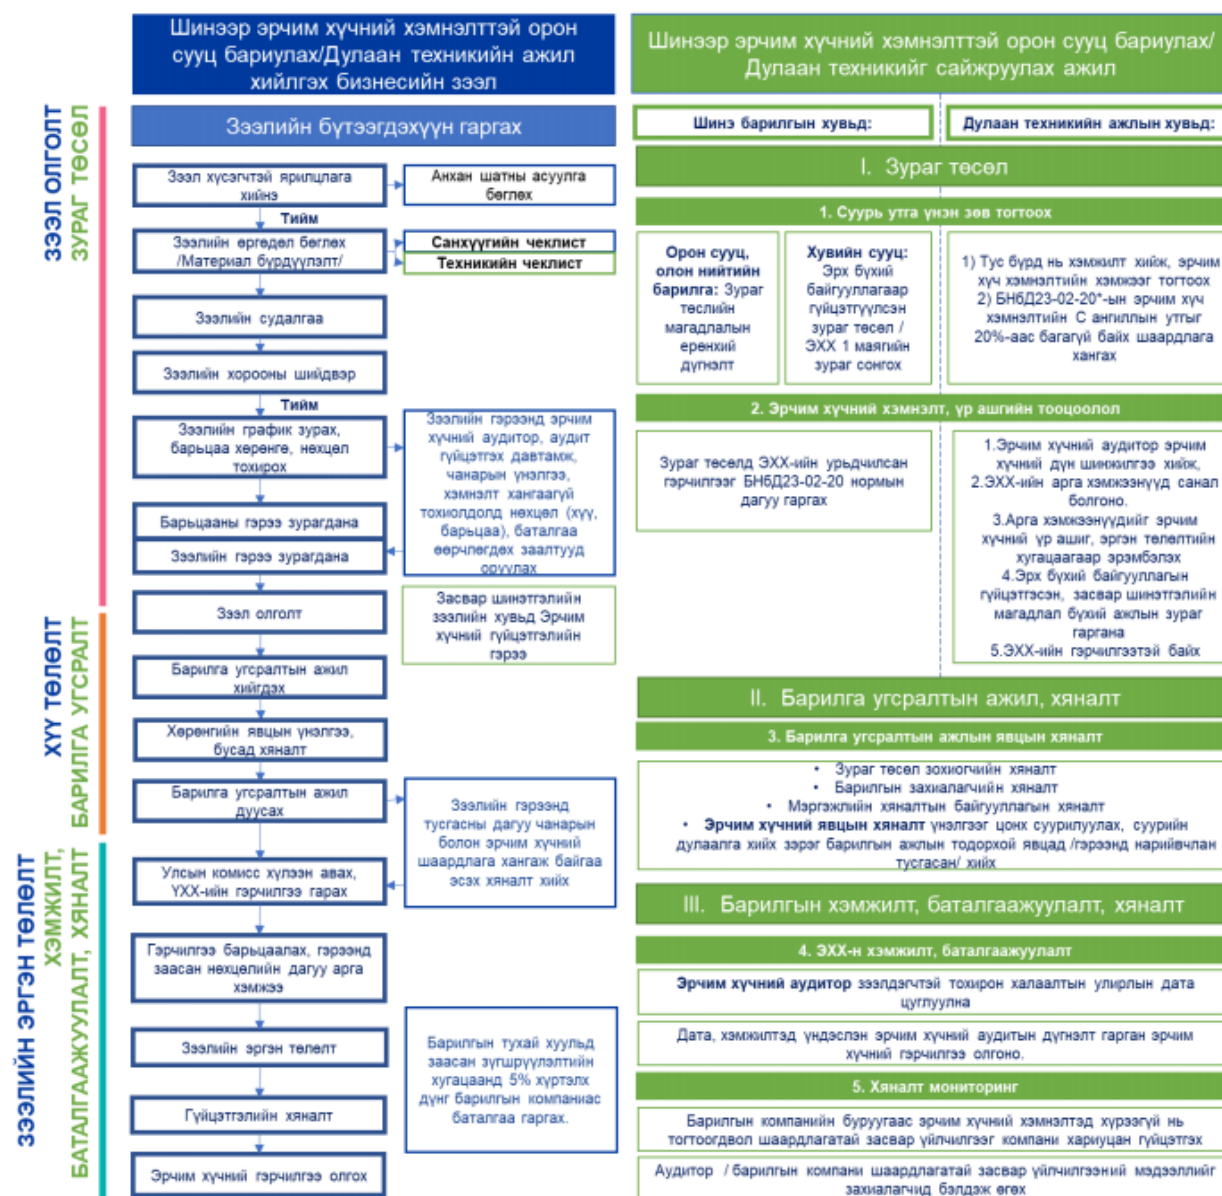 Шинээр эрчим хүчний хэмнэлттэй орон
сууц бариулах/Дулаан техникийн ажил
хийлгэх бизнесийн зээл
Зээлийн бүтээгдэхүүн гаргах
ЗЭЭЛ ОЛГОЛТ
ЗУРАГ ТӨСӨЛ
Зээл хүсэгчтэй ярилцлага
хийнэ
Анхан шатны асуулга
бөглөх
Тийм
Зээлийн өргөдөл бөглөх
/Материал бүрдүүлэлт/
Санхүүгийн чеклист
Техникийн чеклист
Зээлийн судалгаа
Зээлийн хорооны шийдвэр
Тийм
Зээлийн график зурах,
барьцаа хөрөнгө, нөхцөл
тохирох
Зээлийн гэрээнд эрчим
хүчний аудитор, аудит
гүйцэтгэх давтамж,
чанарын үнэлгээ,
хэмнэлт хангаагүй
тохиолдолд нөхцөл (хүү,
барьцаа), баталгаа
өөрчлөгдөх заалтууд
оруулах
Барьцааны гэрээ зурагдана
Зээлийн гэрээ зурагдана
Зээл олголт
Засвар шинэтгэлийн
зээлийн хувьд Эрчим
хүчний гүйцэтгэлийн
гэрээ
ХҮҮ ТӨЛӨЛТ
БАРИЛГА УГСРАЛТ
Барилга угсралтын ажил
хийгдэх
Хөрөнгийн явцын үнэлгээ,
бусад хяналт
Барилга угсралтын ажил
дуусах
Зээлийн гэрээнд
тусгасны дагуу чанарын
болон эрчим хүчний
шаардлага хангаж байгаа
эсэх хяналт хийх
ЗЭЭЛИЙН ЭРГЭН ТӨЛӨЛТ
ХЭМЖИЛТ,
БАТАЛГААЖУУЛАЛТ, ХЯНАЛТ
Улсын комисс хүлээн авах,
ҮХХ-ийн гэрчилгээ гарах
Гэрчилгээ барьцаалах, гэрээнд
заасан нөхцөлийн дагуу арга
хэмжээ
Зээлийн эргэн төлөлт
Барилгын тухай хуульд
заасан зүгшрүүлэлтийн
хугацаанд 5% хүртэлх
дүнг барилгын компаниас
баталгаа гаргах.
Гүйцэтгэлийн хяналт
Эрчим хүчний гэрчилгээ олгох
Шинээр эрчим хүчний хэмнэлттэй орон сууц бариулах/
Дулаан техникийг сайжруулах ажил
Шинэ барилгын хувьд:
Дулаан техникийн ажлын хувьд:
I. Зураг төсөл
1. Суурь утга үнэн зөв тогтоох
Орон сууц,
олон нийтийн
барилга: Зураг
төслийн
магадлалын
ерөнхий
дүгнэлт
Хувийн сууц:
Эрх бүхий
байгууллагаар
гүйцэтгүүлсэн
зураг төсөл /
ЭХХ 1 маягийн
зураг сонгох
1) Тус бүрд нь хэмжилт хийж, эрчим
хүч хэмнэлтийн хэмжээг тогтоох
2) БНбД23-02-20*-ын эрчим хүч
хэмнэлтийн С ангиллын утгыг
20%-аас багагүй байх шаардлага
хангах
2. Эрчим хүчний хэмнэлт, үр ашгийн тооцоолол
Зураг төсөлд ЭХХ-ийн урьдчилсан
гэрчилгээг БНбД23-02-20 нормын
дагуу гаргах
1.Эрчим хүчний аудитор эрчим
хүчний дүн шинжилгээ хийж,
2.ЭХХ-ийн арга хэмжээнүүд санал
болгоно.
3.Арга хэмжээнүүдийг эрчим
хүчний үр ашиг, эргэн төлөлтийн
хугацаагаар эрэмбэлэх
4.Эрх бүхий байгууллагын
гүйцэтгэсэн, засвар шинэтгэлийн
магадлал бүхий ажлын зураг
гаргана
5.ЭХХ-ийн гэрчилгээтэй байх
II. Барилга угсралтын ажил, хяналт
3. Барилга угсралтын ажлын явцын хяналт
• Зураг төсөл зохиогчийн хяналт
• Барилгын захиалагчийн хяналт
• Мэргэжлийн хяналтын байгууллагын хяналт
• Эрчим хүчний явцын хяналт үнэлгээг цонх суурилуулах, суурийн
дулаалга хийх зэрэг барилгын ажлын тодорхой явцад /гэрээнд нарийвчлан
тусгасан/ хийх
III. Барилгын хэмжилт, баталгаажуулалт, хяналт
4. ЭХХ-н хэмжилт, баталгаажуулалт
Эрчим хүчний аудитор зээлдэгчтэй тохирон халаалтын улирлын дата
цуглуулна
Дата, хэмжилтэд үндэслэн эрчим хүчний аудитын дүгнэлт гарган эрчим
хүчний гэрчилгээ олгоно.
5. Хяналт мониторинг
Барилгын компанийн буруугаас эрчим хүчний хэмнэлтэд хүрээгүй нь
тогтоогдвол шаардлагатай засвар үйлчилгээг компани хариуцан гүйцэтгэх
Аудитор / барилгын компани шаардлагатай засвар үйлчилгээний мэдээллийг
захиалагчид бэлдэж өгөх